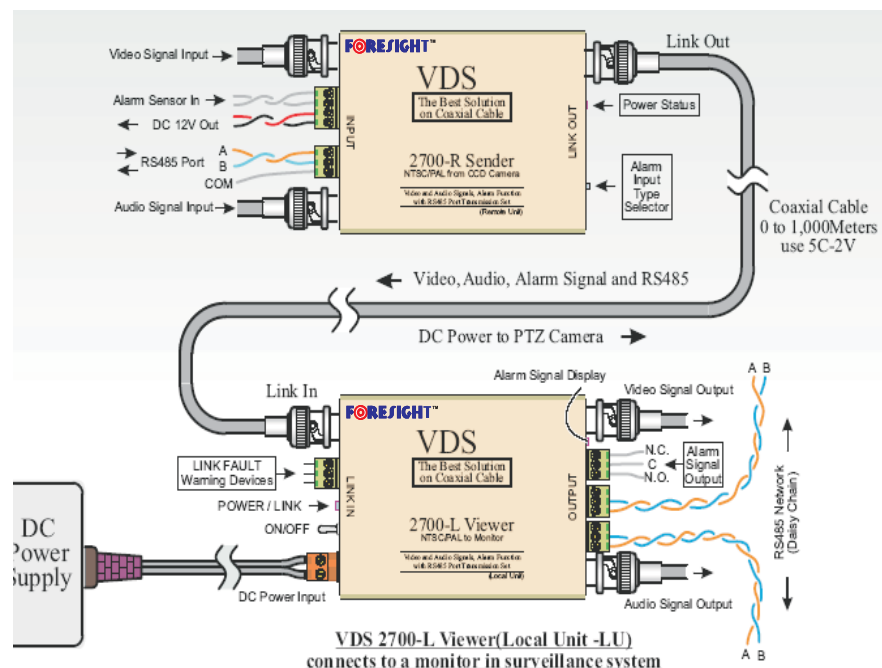 Video Signal Input
Alarm Sensor In
DC 12V Out
RS485 Port
A
B
COM
Audio Signal Input
FORESIGHT™
VDS
The Best Solution
on Coaxial Cable
INPUT
LINK OUT
2700-R Sender
NTSC/PAL from CCD Camera
Video and Audio Signals, Alarm Function
with RS485 Port Transmission Set
(Remote Unit)
Link Out
Power Status
Alarm
Input
Type
Selector
Coaxial Cable
0 to 1,000Meters
use 5C-2V
Video, Audio, Alarm Signal and RS485
DC Power to PTZ Camera
Link In
Alarm Signal Display
LINK FAULT
Warning Devices
POWER / LINK
ON/OFF
DC Power Input
DC
Power
Supply
FORESIGHT™
VDS
The Best Solution
on Coaxial Cable
LINK IN
OUTPUT
2700-L Viewer
NTSC/PAL to Monitor
Video and Audio Signals, Alarm Function
with RS485 Port Transmission Set
(Local Unit)
Video Signal Output
N.C.
C
N.O.
Alarm
Signal
Output
A B
RS485 Network
(Daisy Chain)
Audio Signal Output
A B
VDS 2700-L Viewer(Local Unit -LU)
connects to a monitor in surveillance system